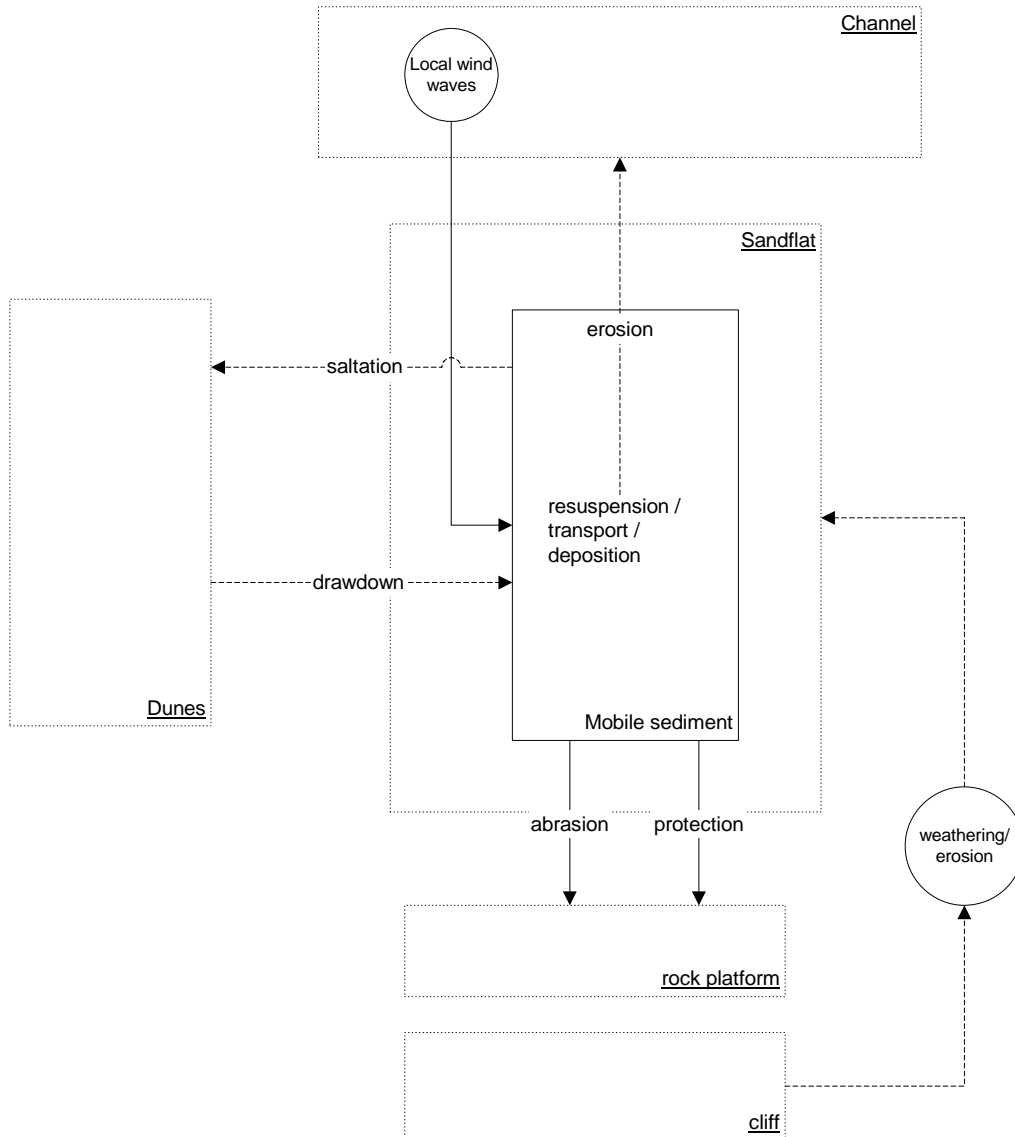 Channel
Local wind
waves
Sandflat
erosion
saltation
resuspension /
transport /
deposition
drawdown
Dunes
Mobile sediment
abrasion
protection
weathering/
erosion
rock platform
cliff